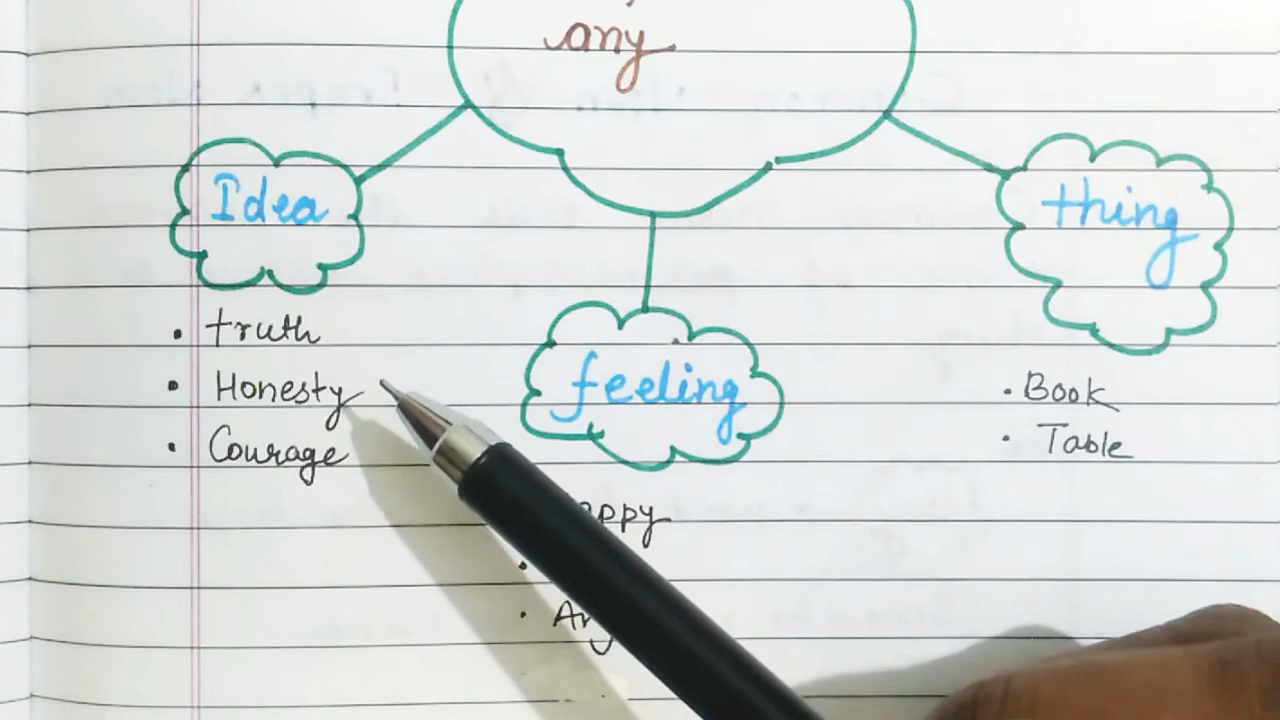 any
Idea
thing
feeling
• truth
• Honesty
• Courage
• Book
• Table